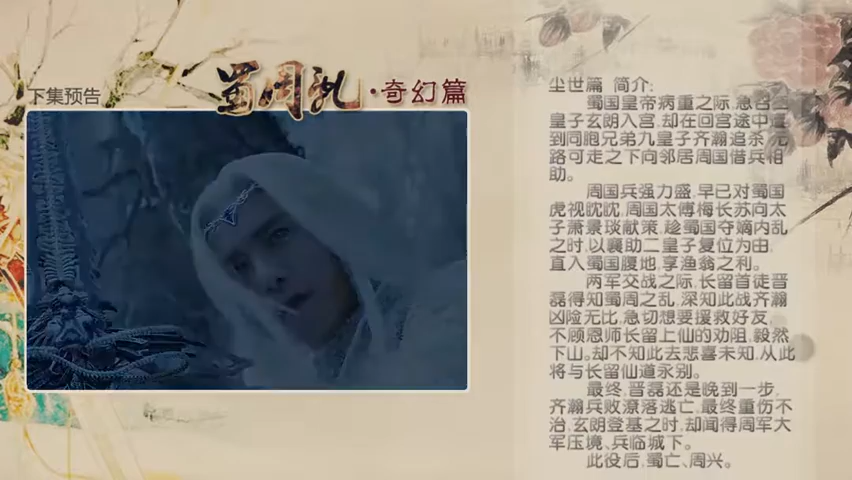 下集预告
蜀周乱·奇幻篇
尘世篇 简介:
蜀国皇帝病重之际,急召
皇子玄朗入宫,却在回宫途中遭
到同胞兄弟九皇子齐瀚追杀,无
路可走之下向邻居周国借兵相
助。
周国兵强力盛,早已对蜀国
虎视眈眈,周国太傅梅长苏向太
子萧景琰献策,趁蜀国夺嫡内乱
之时,以襄助二皇子复位为由,
直入蜀国腹地,享渔翁之利。
两军交战之际,长留首徒晋
磊得知蜀周之乱,深知此战齐瀚
凶险无比,急切想要援救好友,
不顾恩师长留上仙的劝阻,毅然
下山。却不知此去悲喜未知,从此
将与长留仙道永别。
最终,晋磊还是晚到一步,
齐瀚兵败潦落逃亡,最终重伤不
治,玄朗登基之时,却闻得周军大
军压境、兵临城下。
此役后,蜀亡、周兴。